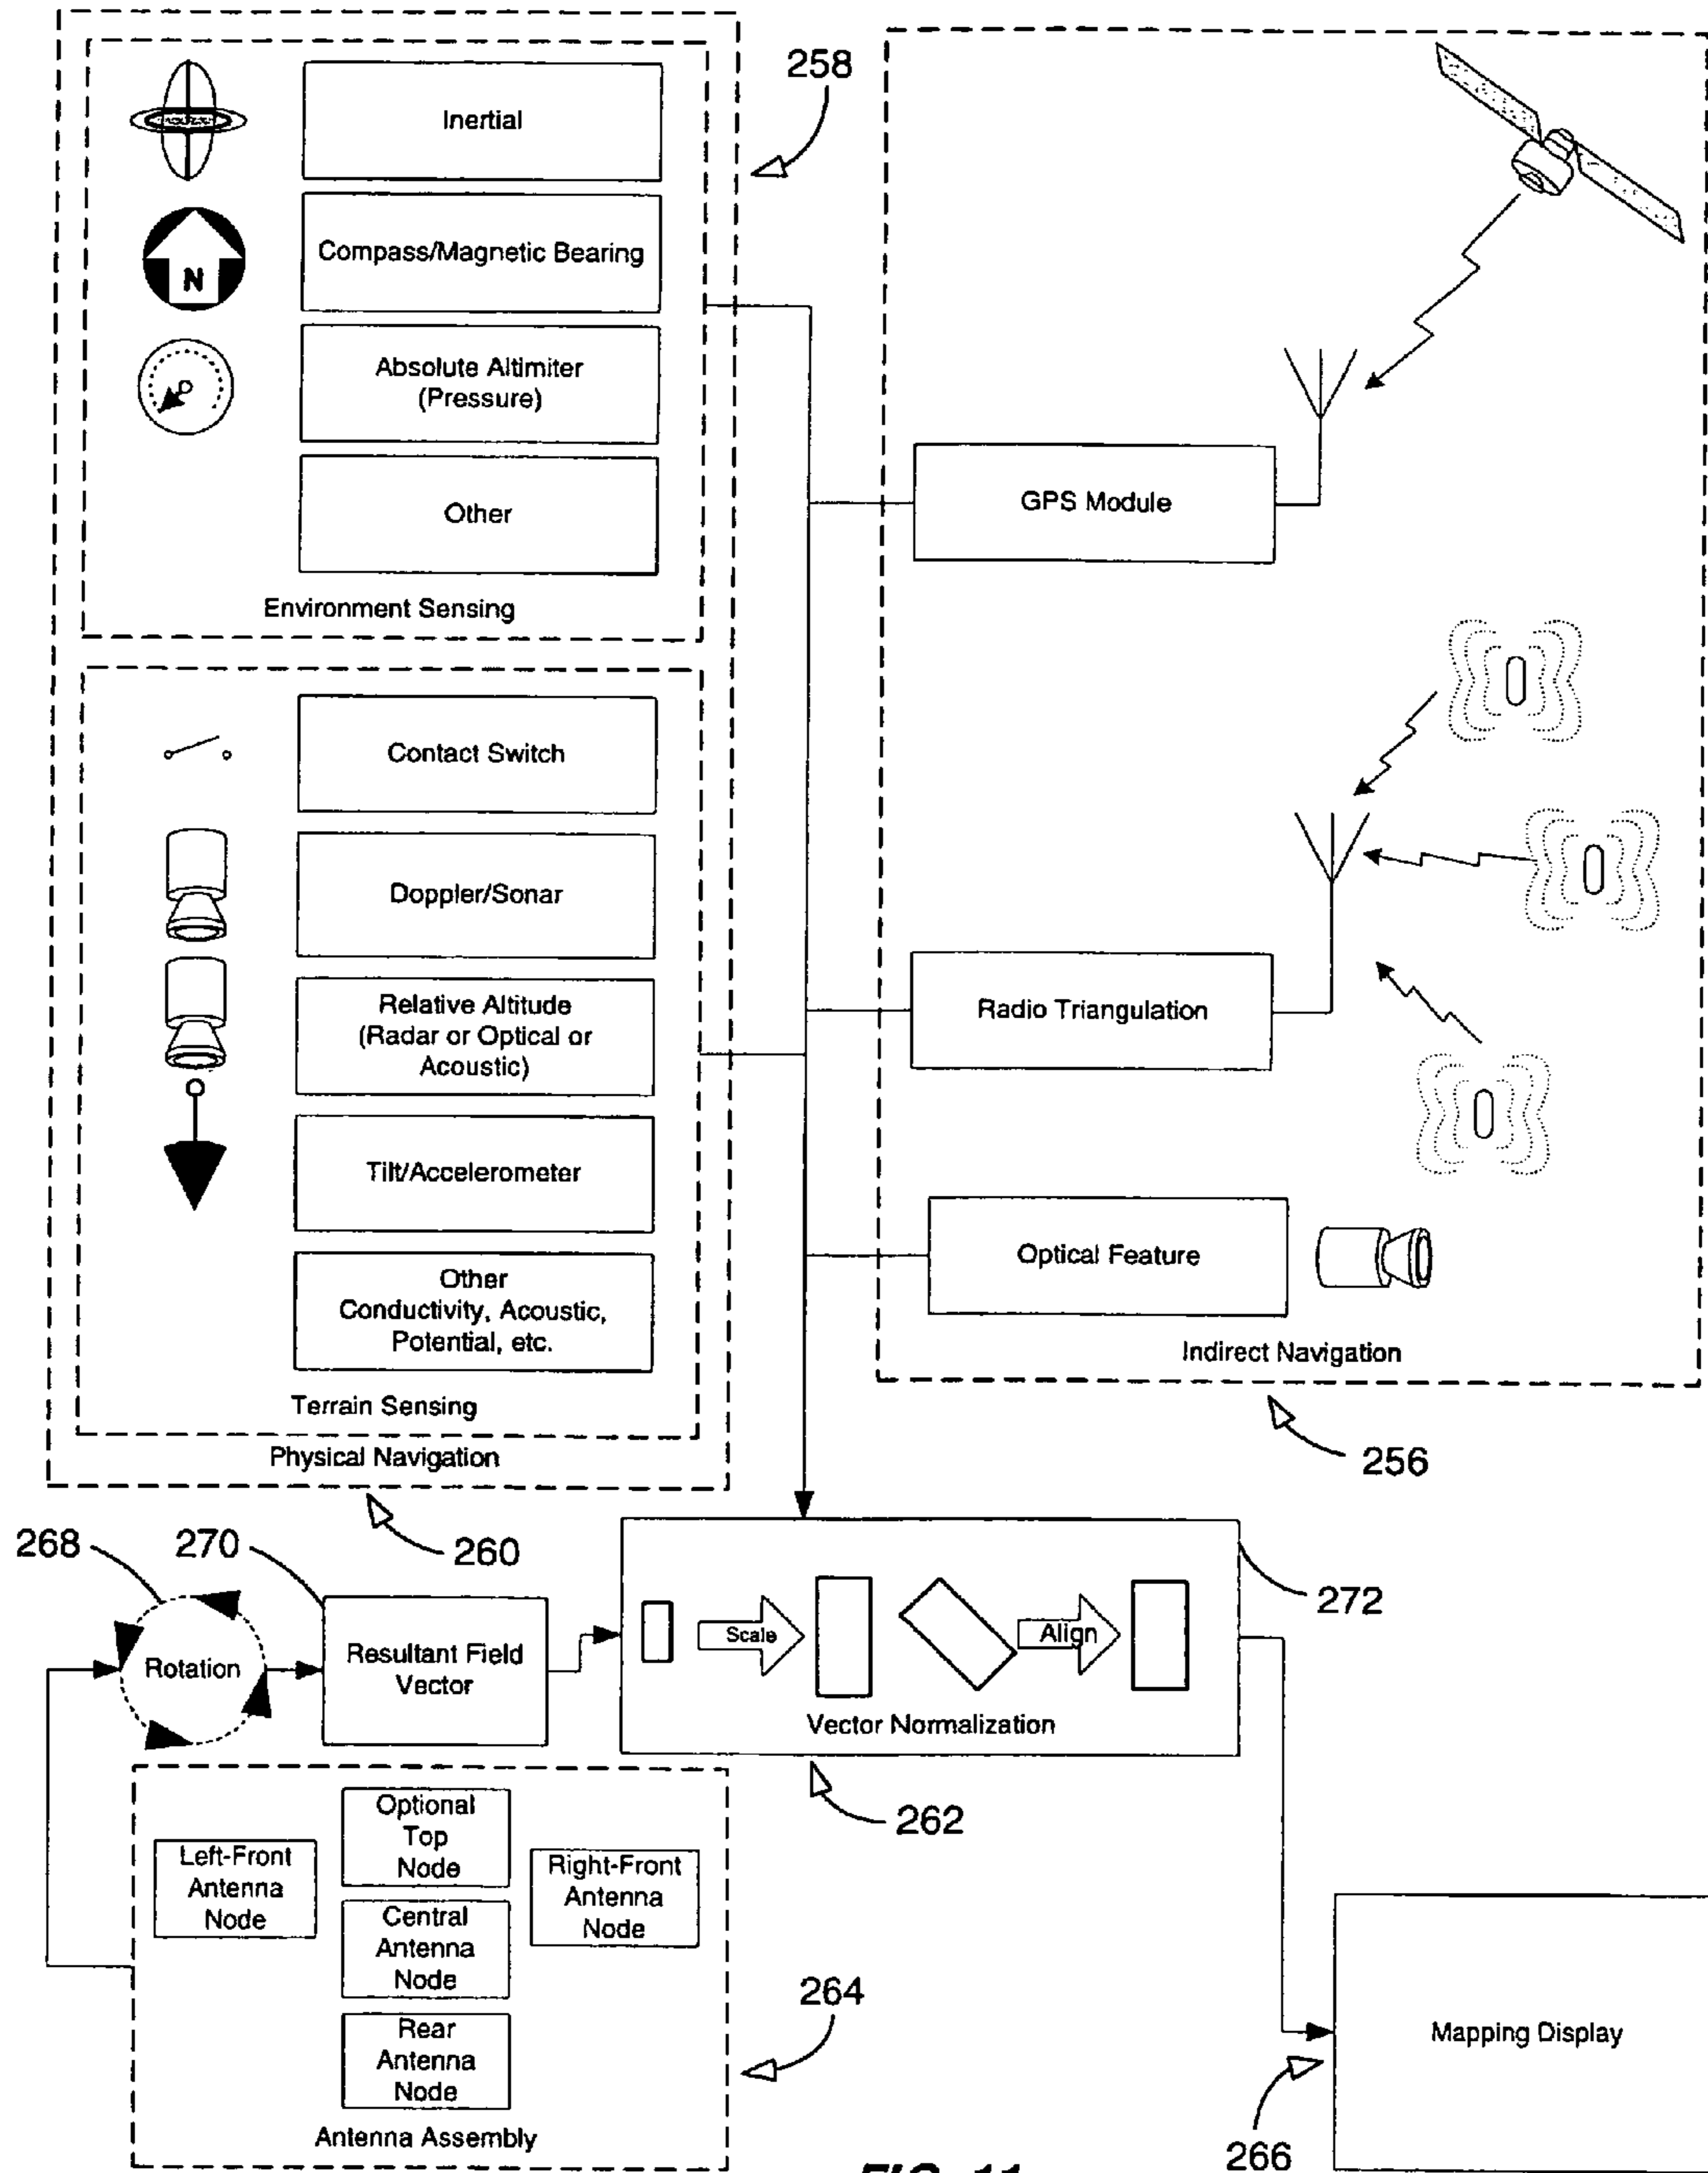 258
Inertial
N
Compass/Magnetic Bearing
Absolute Altimiter
(Pressure)
Other
Environment Sensing
Contact Switch
Doppler/Sonar
Relative Altitude
(Radar or Optical or
Acoustic)
Tilt/Accelerometer
Other
Conductivity, Acoustic,
Potential, etc.
Terrain Sensing
Physical Navigation
260
GPS Module
Radio Triangulation
Optical Feature
Indirect Navigation
256
268
270
Rotation
Resultant Field
Vector
Scale
Align
Vector Normalization
272
262
Optional
Top
Node
Left-Front
Antenna
Node
Right-Front
Antenna
Node
Central
Antenna
Node
Rear
Antenna
Node
Antenna Assembly
264
Mapping Display
266
FIG. 11